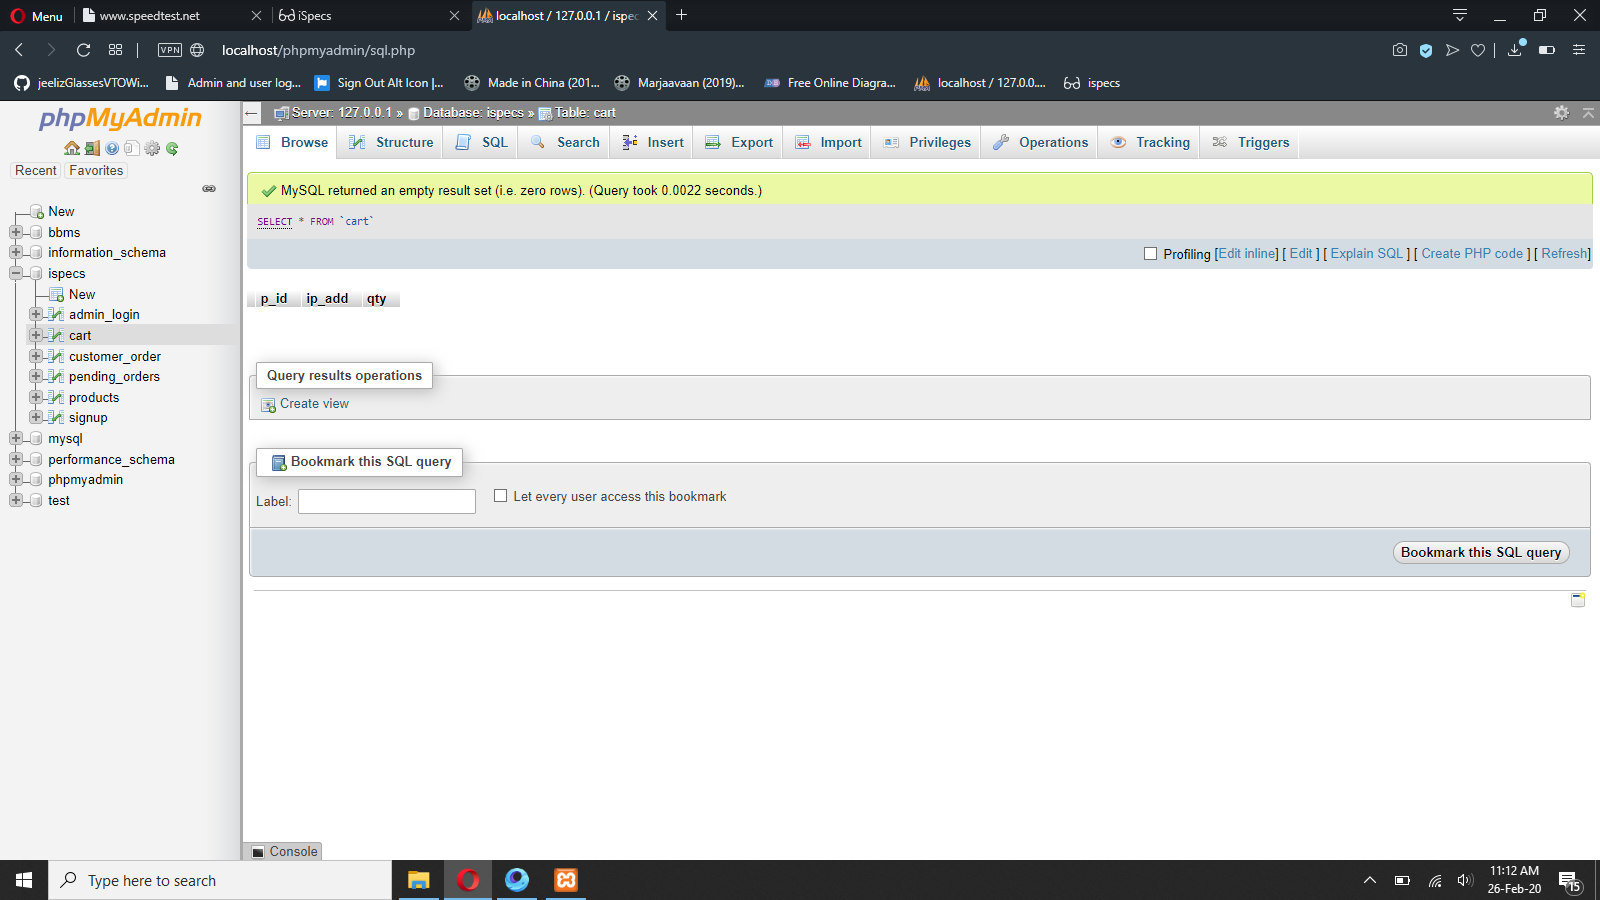 Menu
www.speedtest.net
iSpecs
localhost / 127.0.0.1 / ispec
VPN
localhost/phpmyadmin/sql.php
jeelizGlassesVTOWi...
Admin and user log...
Sign Out Alt Icon |...
Made in China (201...
Marjaavaan (2019)...
Free Online Diagra...
localhost / 127.0.0....
ispecs
phpMyAdmin
Recent
Favorites
New
bbms
information_schema
ispecs
New
admin_login
cart
customer_order
pending_orders
products
signup
mysql
performance_schema
phpmyadmin
test
Server: 127.0.0.1 » Database: ispecs » Table: cart
Browse
Structure
SQL
Search
Insert
Export
Import
Privileges
Operations
Tracking
Triggers
MySQL returned an empty result set (i.e. zero rows). (Query took 0.0022 seconds.)
SELECT * FROM `cart`
Profiling [Edit inline] [ Edit ] [ Explain SQL ] [ Create PHP code ] [ Refresh]
p_id ip_add qty
Query results operations
Create view
Bookmark this SQL query
Label:
Let every user access this bookmark
Bookmark this SQL query
Console
Type here to search
11:12 AM
26-Feb-20
15